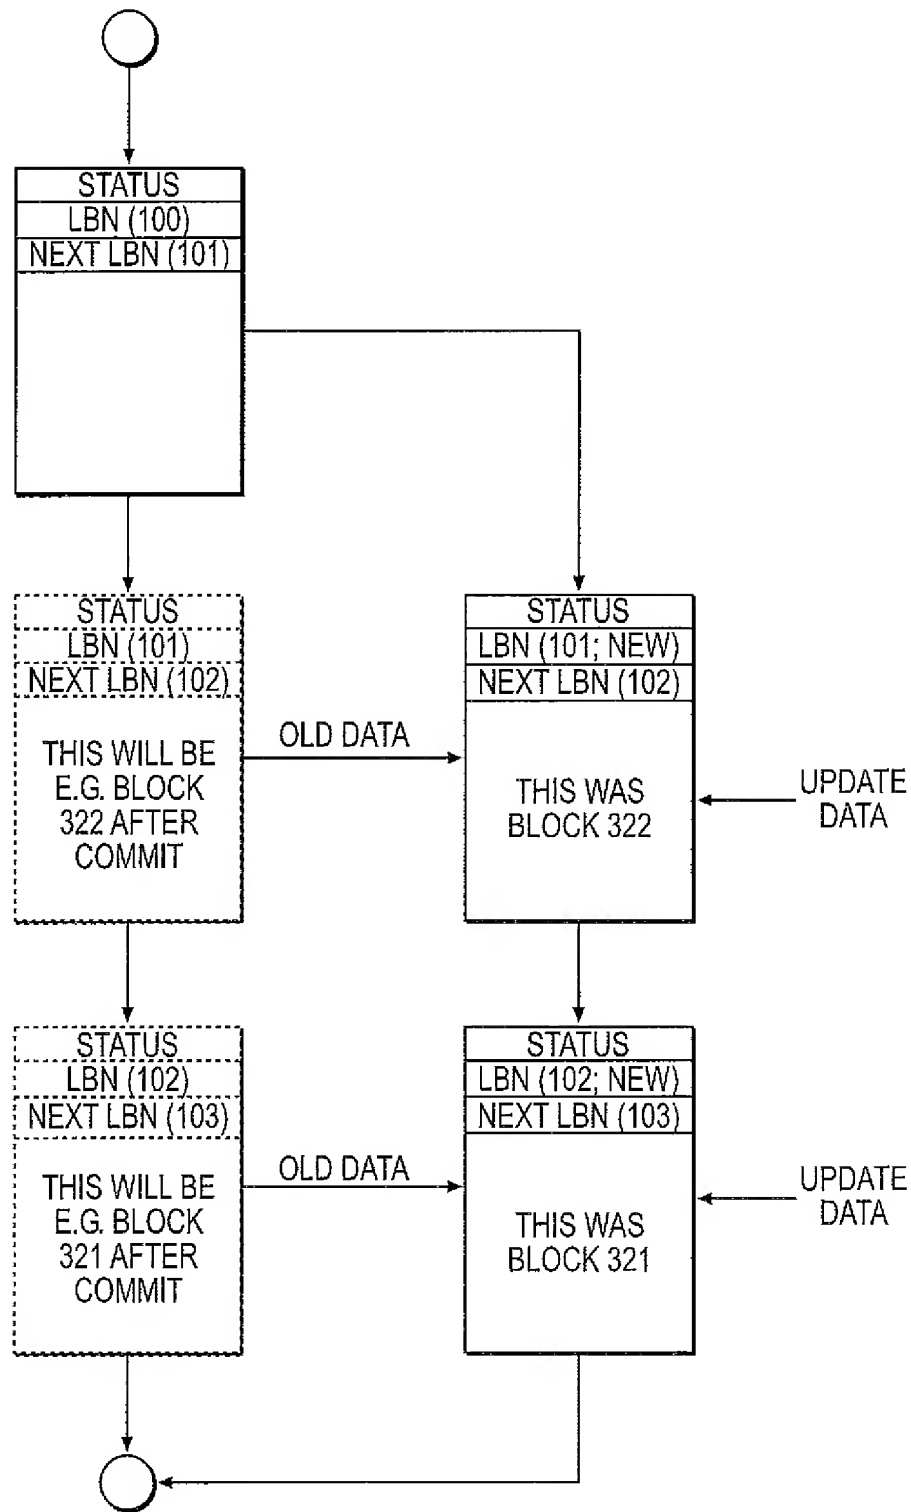 STATUS
LBN (100)
NEXT LBN (101)
STATUS
LBN (101)
NEXT LBN (102)
THIS WILL BE
E.G. BLOCK
322 AFTER
COMMIT
OLD DATA
STATUS
LBN (101; NEW)
NEXT LBN (102)
THIS WAS
BLOCK 322
UPDATE
DATA
STATUS
LBN (102)
NEXT LBN (103)
THIS WILL BE
E.G. BLOCK
321 AFTER
COMMIT
OLD DATA
STATUS
LBN (102; NEW)
NEXT LBN (103)
THIS WAS
BLOCK 321
UPDATE
DATA